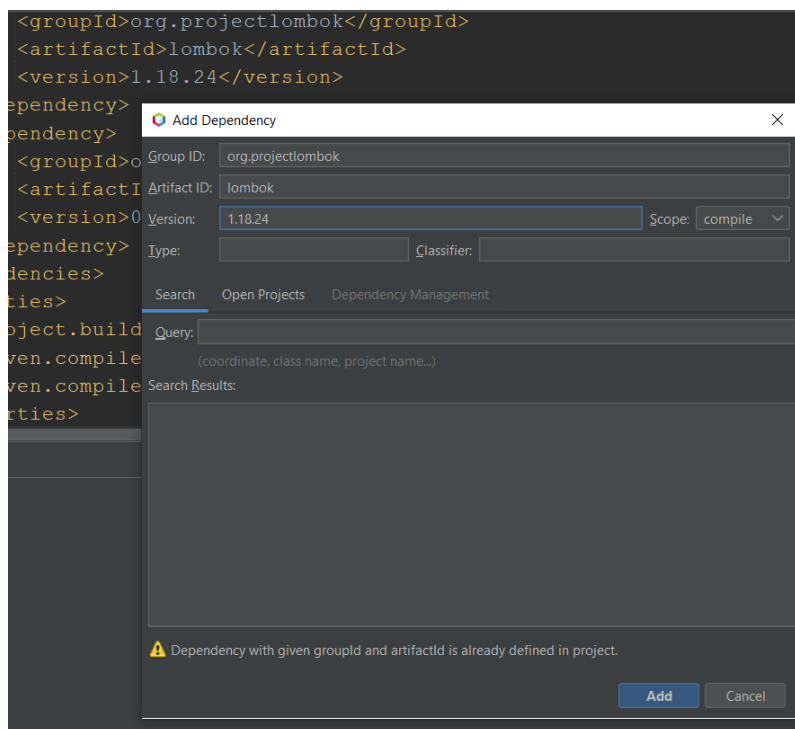 <groupId>org.projectlombok</groupId>
<artifactId>lombok</artifactId>
<version>1.18.24</version>
ependency>
pendency>
<groupId>o
<artifactI
<version>0
ependency>
dencies>
ties>
oject.build
ven.compile
ven.compile
rties>
Add Dependency
Group ID: org.projectlombok
Artifact ID: lombok
Version: 1.18.24 Scope: compile
Type: Classifier:
Search Open Projects Dependency Management
Query:
(coordinate, class name, project name...)
Search Results:
Dependency with given groupId and artifactId is already defined in project.
Add Cancel